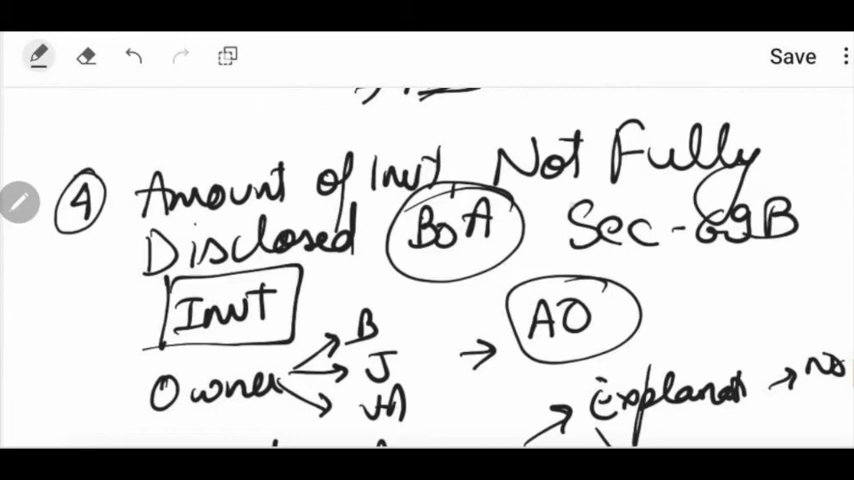 Save
④ Amount of Invt Not Fully
Disclosed BoA Sec-69B
Invt
AO
Owner → B → J → VA →
Explanat → No